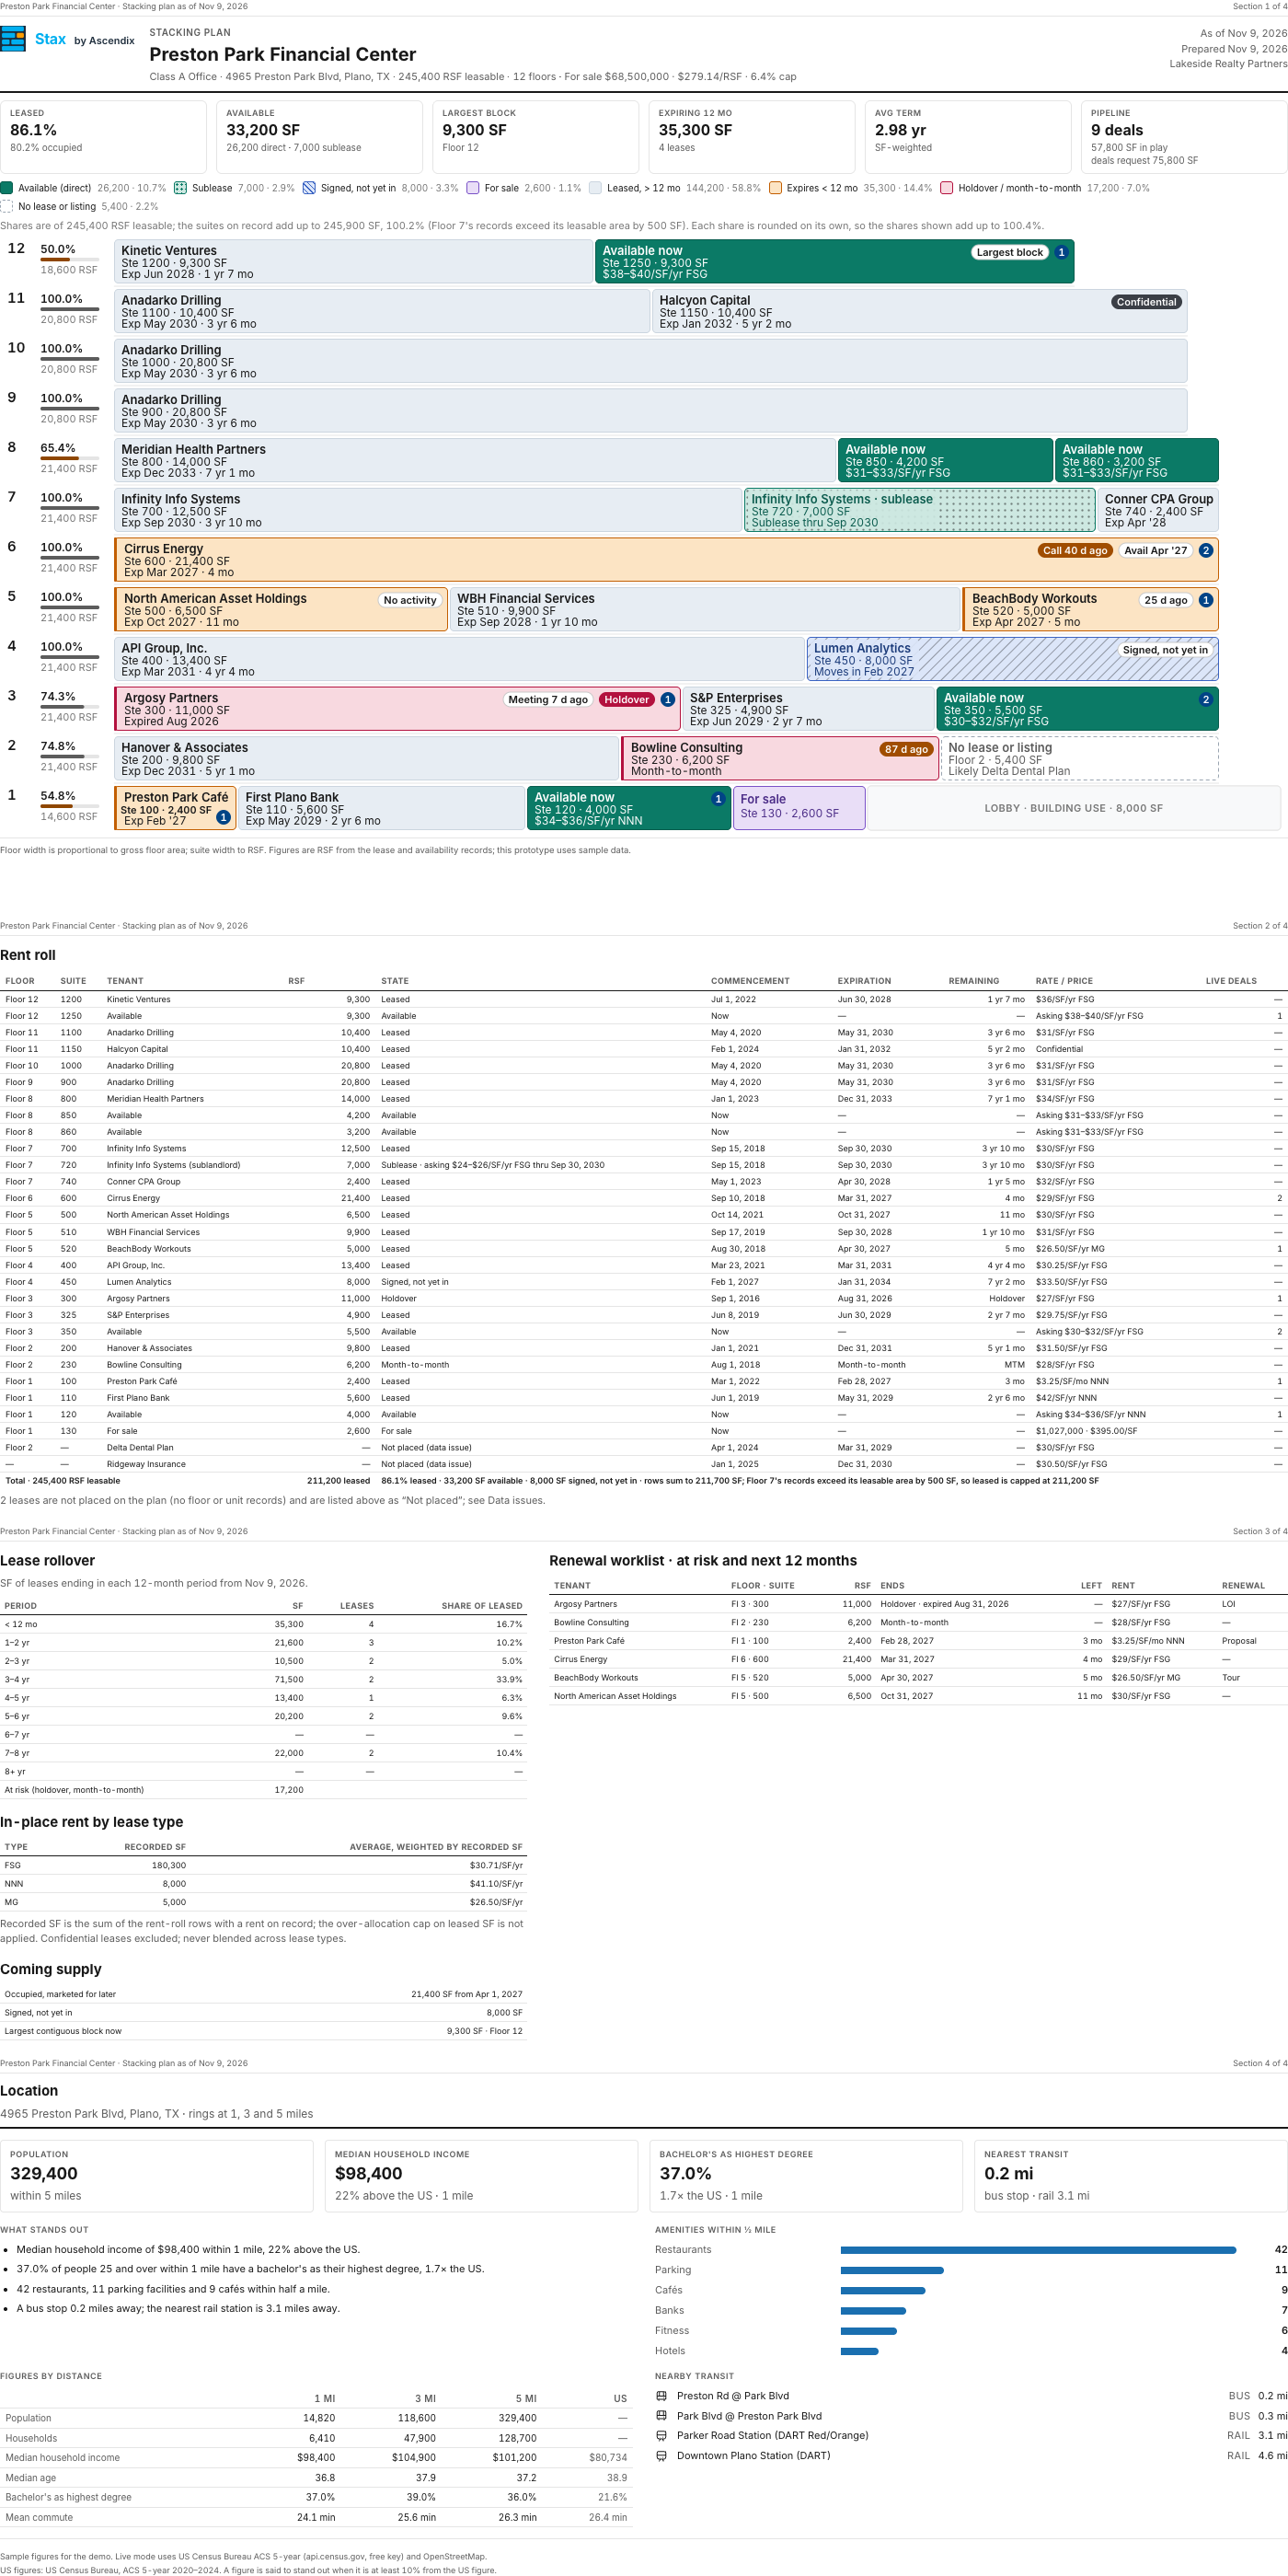 Preston Park Financial Center · Stacking plan as of Nov 9, 2026 Section 1 of 4
Stax by Ascendix
STACKING PLAN
Preston Park Financial Center
Class A Office · 4965 Preston Park Blvd, Plano, TX · 245,400 RSF leasable · 12 floors · For sale $68,500,000 · $279.14/RSF · 6.4% cap
As of Nov 9, 2026
Prepared Nov 9, 2026
Lakeside Realty Partners
LEASED
86.1%
80.2% occupied
AVAILABLE
33,200 SF
26,200 direct · 7,000 sublease
LARGEST BLOCK
9,300 SF
Floor 12
EXPIRING 12 MO
35,300 SF
4 leases
AVG TERM
2.98 yr
SF-weighted
PIPELINE
9 deals
57,800 SF in play
deals request 75,800 SF
Available (direct) 26,200 · 10.7% Sublease 7,000 · 2.9% Signed, not yet in 8,000 · 3.3% For sale 2,600 · 1.1% Leased, > 12 mo 144,200 · 58.8% Expires < 12 mo 35,300 · 14.4% Holdover / month-to-month 17,200 · 7.0%
No lease or listing 5,400 · 2.2%
Shares are of 245,400 RSF leasable; the suites on record add up to 245,900 SF, 100.2% (Floor 7's records exceed its leasable area by 500 SF). Each share is rounded on its own, so the shares shown add up to 100.4%.
12 50.0%
18,600 RSF
Kinetic Ventures
Ste 1200 · 9,300 SF
Exp Jun 2028 · 1 yr 7 mo
Available now Largest block 1
Ste 1250 · 9,300 SF
$38–$40/SF/yr FSG
11 100.0%
20,800 RSF
Anadarko Drilling
Ste 1100 · 10,400 SF
Exp May 2030 · 3 yr 6 mo
Halcyon Capital Confidential
Ste 1150 · 10,400 SF
Exp Jan 2032 · 5 yr 2 mo
10 100.0%
20,800 RSF
Anadarko Drilling
Ste 1000 · 20,800 SF
Exp May 2030 · 3 yr 6 mo
9 100.0%
20,800 RSF
Anadarko Drilling
Ste 900 · 20,800 SF
Exp May 2030 · 3 yr 6 mo
8 65.4%
21,400 RSF
Meridian Health Partners
Ste 800 · 14,000 SF
Exp Dec 2033 · 7 yr 1 mo
Available now
Ste 850 · 4,200 SF
$31–$33/SF/yr FSG
Available now
Ste 860 · 3,200 SF
$31–$33/SF/yr FSG
7 100.0%
21,400 RSF
Infinity Info Systems
Ste 700 · 12,500 SF
Exp Sep 2030 · 3 yr 10 mo
Infinity Info Systems · sublease
Ste 720 · 7,000 SF
Sublease thru Sep 2030
Conner CPA Group
Ste 740 · 2,400 SF
Exp Apr '28
6 100.0%
21,400 RSF
Cirrus Energy Call 40 d ago Avail Apr '27 2
Ste 600 · 21,400 SF
Exp Mar 2027 · 4 mo
5 100.0%
21,400 RSF
North American Asset Holdings No activity
Ste 500 · 6,500 SF
Exp Oct 2027 · 11 mo
WBH Financial Services
Ste 510 · 9,900 SF
Exp Sep 2028 · 1 yr 10 mo
BeachBody Workouts 25 d ago 1
Ste 520 · 5,000 SF
Exp Apr 2027 · 5 mo
4 100.0%
21,400 RSF
API Group, Inc.
Ste 400 · 13,400 SF
Exp Mar 2031 · 4 yr 4 mo
Lumen Analytics Signed, not yet in
Ste 450 · 8,000 SF
Moves in Feb 2027
3 74.3%
21,400 RSF
Argosy Partners Meeting 7 d ago Holdover 1
Ste 300 · 11,000 SF
Expired Aug 2026
S&P Enterprises
Ste 325 · 4,900 SF
Exp Jun 2029 · 2 yr 7 mo
Available now 2
Ste 350 · 5,500 SF
$30–$32/SF/yr FSG
2 74.8%
21,400 RSF
Hanover & Associates
Ste 200 · 9,800 SF
Exp Dec 2031 · 5 yr 1 mo
Bowline Consulting 87 d ago
Ste 230 · 6,200 SF
Month-to-month
No lease or listing
Floor 2 · 5,400 SF
Likely Delta Dental Plan
1 54.8%
14,600 RSF
Preston Park Café
Ste 100 · 2,400 SF
Exp Feb '27 1
First Plano Bank
Ste 110 · 5,600 SF
Exp May 2029 · 2 yr 6 mo
Available now 1
Ste 120 · 4,000 SF
$34–$36/SF/yr NNN
For sale
Ste 130 · 2,600 SF
LOBBY · BUILDING USE · 8,000 SF
Floor width is proportional to gross floor area; suite width to RSF. Figures are RSF from the lease and availability records; this prototype uses sample data.
Preston Park Financial Center · Stacking plan as of Nov 9, 2026 Section 2 of 4
Rent roll
FLOOR SUITE TENANT RSF STATE COMMENCEMENT EXPIRATION REMAINING RATE / PRICE LIVE DEALS
Floor 12 1200 Kinetic Ventures 9,300 Leased Jul 1, 2022 Jun 30, 2028 1 yr 7 mo $36/SF/yr FSG —
Floor 12 1250 Available 9,300 Available Now — — Asking $38–$40/SF/yr FSG 1
Floor 11 1100 Anadarko Drilling 10,400 Leased May 4, 2020 May 31, 2030 3 yr 6 mo $31/SF/yr FSG —
Floor 11 1150 Halcyon Capital 10,400 Leased Feb 1, 2024 Jan 31, 2032 5 yr 2 mo Confidential —
Floor 10 1000 Anadarko Drilling 20,800 Leased May 4, 2020 May 31, 2030 3 yr 6 mo $31/SF/yr FSG —
Floor 9 900 Anadarko Drilling 20,800 Leased May 4, 2020 May 31, 2030 3 yr 6 mo $31/SF/yr FSG —
Floor 8 800 Meridian Health Partners 14,000 Leased Jan 1, 2023 Dec 31, 2033 7 yr 1 mo $34/SF/yr FSG —
Floor 8 850 Available 4,200 Available Now — — Asking $31–$33/SF/yr FSG —
Floor 8 860 Available 3,200 Available Now — — Asking $31–$33/SF/yr FSG —
Floor 7 700 Infinity Info Systems 12,500 Leased Sep 15, 2018 Sep 30, 2030 3 yr 10 mo $30/SF/yr FSG —
Floor 7 720 Infinity Info Systems (sublandlord) 7,000 Sublease · asking $24–$26/SF/yr FSG thru Sep 30, 2030 Sep 15, 2018 Sep 30, 2030 3 yr 10 mo $30/SF/yr FSG —
Floor 7 740 Conner CPA Group 2,400 Leased May 1, 2023 Apr 30, 2028 1 yr 5 mo $32/SF/yr FSG —
Floor 6 600 Cirrus Energy 21,400 Leased Sep 10, 2018 Mar 31, 2027 4 mo $29/SF/yr FSG 2
Floor 5 500 North American Asset Holdings 6,500 Leased Oct 14, 2021 Oct 31, 2027 11 mo $30/SF/yr FSG —
Floor 5 510 WBH Financial Services 9,900 Leased Sep 17, 2019 Sep 30, 2028 1 yr 10 mo $31/SF/yr FSG —
Floor 5 520 BeachBody Workouts 5,000 Leased Aug 30, 2018 Apr 30, 2027 5 mo $26.50/SF/yr MG 1
Floor 4 400 API Group, Inc. 13,400 Leased Mar 23, 2021 Mar 31, 2031 4 yr 4 mo $30.25/SF/yr FSG —
Floor 4 450 Lumen Analytics 8,000 Signed, not yet in Feb 1, 2027 Jan 31, 2034 7 yr 2 mo $33.50/SF/yr FSG —
Floor 3 300 Argosy Partners 11,000 Holdover Sep 1, 2016 Aug 31, 2026 Holdover $27/SF/yr FSG 1
Floor 3 325 S&P Enterprises 4,900 Leased Jun 8, 2019 Jun 30, 2029 2 yr 7 mo $29.75/SF/yr FSG —
Floor 3 350 Available 5,500 Available Now — — Asking $30–$32/SF/yr FSG 2
Floor 2 200 Hanover & Associates 9,800 Leased Jan 1, 2021 Dec 31, 2031 5 yr 1 mo $31.50/SF/yr FSG —
Floor 2 230 Bowline Consulting 6,200 Month-to-month Aug 1, 2018 Month-to-month MTM $28/SF/yr FSG —
Floor 1 100 Preston Park Café 2,400 Leased Mar 1, 2022 Feb 28, 2027 3 mo $3.25/SF/mo NNN 1
Floor 1 110 First Plano Bank 5,600 Leased Jun 1, 2019 May 31, 2029 2 yr 6 mo $42/SF/yr NNN —
Floor 1 120 Available 4,000 Available Now — — Asking $34–$36/SF/yr NNN 1
Floor 1 130 For sale 2,600 For sale Now — — $1,027,000 · $395.00/SF —
Floor 2 — Delta Dental Plan — Not placed (data issue) Apr 1, 2024 Mar 31, 2029 — $30/SF/yr FSG —
— — Ridgeway Insurance — Not placed (data issue) Jan 1, 2025 Dec 31, 2030 — $30.50/SF/yr FSG —
Total · 245,400 RSF leasable 211,200 leased 86.1% leased · 33,200 SF available · 8,000 SF signed, not yet in · rows sum to 211,700 SF; Floor 7's records exceed its leasable area by 500 SF, so leased is capped at 211,200 SF
2 leases are not placed on the plan (no floor or unit records) and are listed above as “Not placed”; see Data issues.
Preston Park Financial Center · Stacking plan as of Nov 9, 2026 Section 3 of 4
Lease rollover
SF of leases ending in each 12-month period from Nov 9, 2026.
PERIOD SF LEASES SHARE OF LEASED
< 12 mo 35,300 4 16.7%
1–2 yr 21,600 3 10.2%
2–3 yr 10,500 2 5.0%
3–4 yr 71,500 2 33.9%
4–5 yr 13,400 1 6.3%
5–6 yr 20,200 2 9.6%
6–7 yr — — —
7–8 yr 22,000 2 10.4%
8+ yr — — —
At risk (holdover, month-to-month) 17,200
Renewal worklist · at risk and next 12 months
TENANT FLOOR · SUITE RSF ENDS LEFT RENT RENEWAL
Argosy Partners Fl 3 · 300 11,000 Holdover · expired Aug 31, 2026 — $27/SF/yr FSG LOI
Bowline Consulting Fl 2 · 230 6,200 Month-to-month — $28/SF/yr FSG —
Preston Park Café Fl 1 · 100 2,400 Feb 28, 2027 3 mo $3.25/SF/mo NNN Proposal
Cirrus Energy Fl 6 · 600 21,400 Mar 31, 2027 4 mo $29/SF/yr FSG —
BeachBody Workouts Fl 5 · 520 5,000 Apr 30, 2027 5 mo $26.50/SF/yr MG Tour
North American Asset Holdings Fl 5 · 500 6,500 Oct 31, 2027 11 mo $30/SF/yr FSG —
In-place rent by lease type
TYPE RECORDED SF AVERAGE, WEIGHTED BY RECORDED SF
FSG 180,300 $30.71/SF/yr
NNN 8,000 $41.10/SF/yr
MG 5,000 $26.50/SF/yr
Recorded SF is the sum of the rent-roll rows with a rent on record; the over-allocation cap on leased SF is not
applied. Confidential leases excluded; never blended across lease types.
Coming supply
Occupied, marketed for later 21,400 SF from Apr 1, 2027
Signed, not yet in 8,000 SF
Largest contiguous block now 9,300 SF · Floor 12
Preston Park Financial Center · Stacking plan as of Nov 9, 2026 Section 4 of 4
Location
4965 Preston Park Blvd, Plano, TX · rings at 1, 3 and 5 miles
POPULATION
329,400
within 5 miles
MEDIAN HOUSEHOLD INCOME
$98,400
22% above the US · 1 mile
BACHELOR'S AS HIGHEST DEGREE
37.0%
1.7× the US · 1 mile
NEAREST TRANSIT
0.2 mi
bus stop · rail 3.1 mi
WHAT STANDS OUT
• Median household income of $98,400 within 1 mile, 22% above the US.
• 37.0% of people 25 and over within 1 mile have a bachelor's as their highest degree, 1.7× the US.
• 42 restaurants, 11 parking facilities and 9 cafés within half a mile.
• A bus stop 0.2 miles away; the nearest rail station is 3.1 miles away.
AMENITIES WITHIN ½ MILE
Restaurants 42
Parking 11
Cafés 9
Banks 7
Fitness 6
Hotels 4
FIGURES BY DISTANCE
1 MI 3 MI 5 MI US
Population 14,820 118,600 329,400 —
Households 6,410 47,900 128,700 —
Median household income $98,400 $104,900 $101,200 $80,734
Median age 36.8 37.9 37.2 38.9
Bachelor's as highest degree 37.0% 39.0% 36.0% 21.6%
Mean commute 24.1 min 25.6 min 26.3 min 26.4 min
NEARBY TRANSIT
Preston Rd @ Park Blvd BUS 0.2 mi
Park Blvd @ Preston Park Blvd BUS 0.3 mi
Parker Road Station (DART Red/Orange) RAIL 3.1 mi
Downtown Plano Station (DART) RAIL 4.6 mi
Sample figures for the demo. Live mode uses US Census Bureau ACS 5-year (api.census.gov, free key) and OpenStreetMap.
US figures: US Census Bureau, ACS 5-year 2020–2024. A figure is said to stand out when it is at least 10% from the US figure.